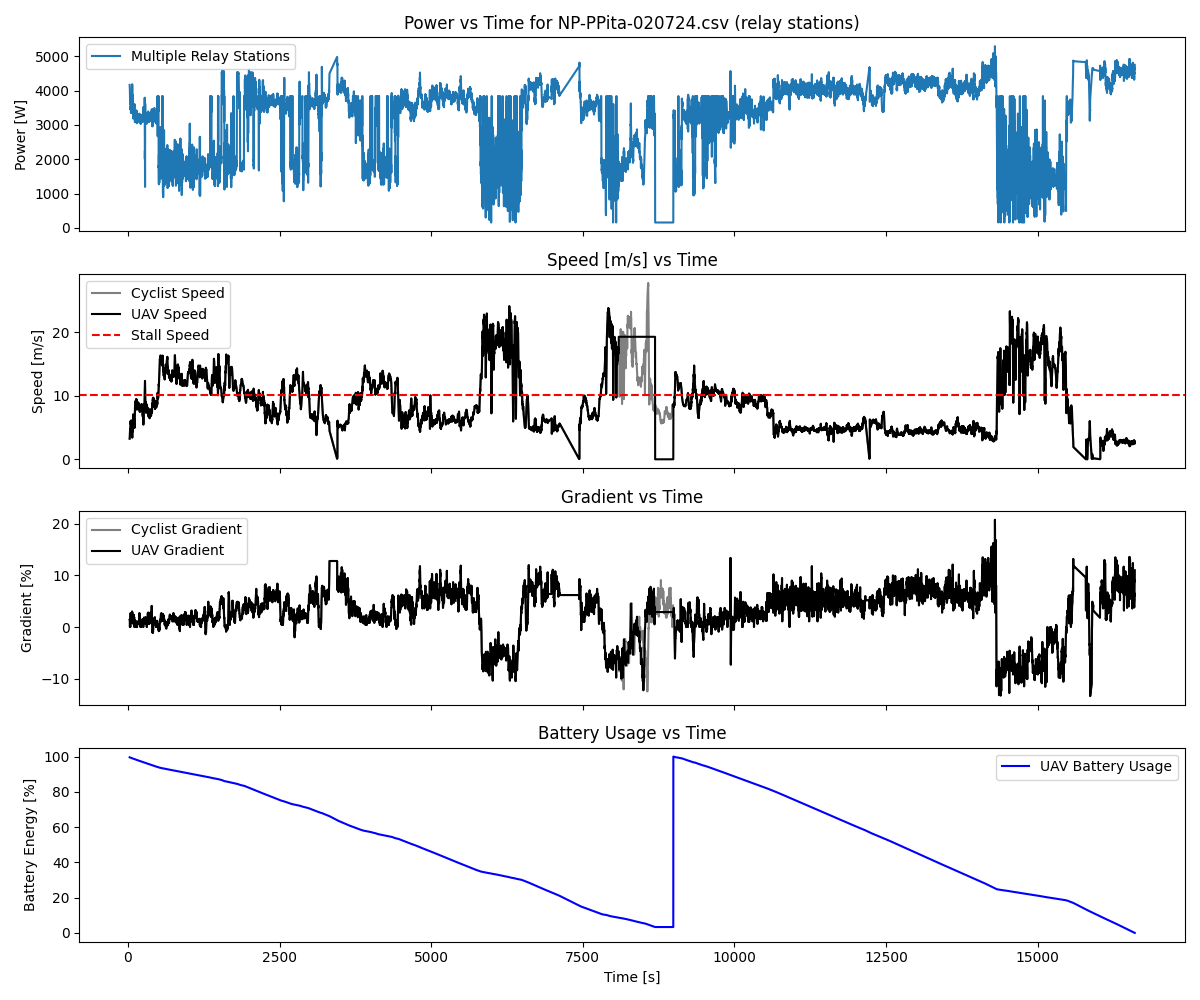 Power vs Time for NP-PPita-020724.csv (relay stations)
Multiple Relay Stations
Power [W]
5000
4000
3000
2000
1000
0
Speed [m/s] vs Time
Cyclist Speed
UAV Speed
Stall Speed
Speed [m/s]
20
10
0
Gradient vs Time
Cyclist Gradient
UAV Gradient
Gradient [%]
20
10
0
−10
Battery Usage vs Time
UAV Battery Usage
Battery Energy [%]
100
80
60
40
20
0
0 2500 5000 7500 10000 12500 15000
Time [s]